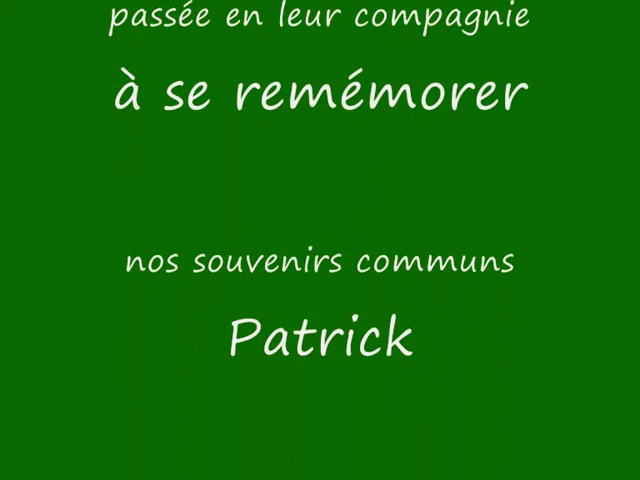 passée en leur compagnie
à se remémorer
nos souvenirs communs
Patrick